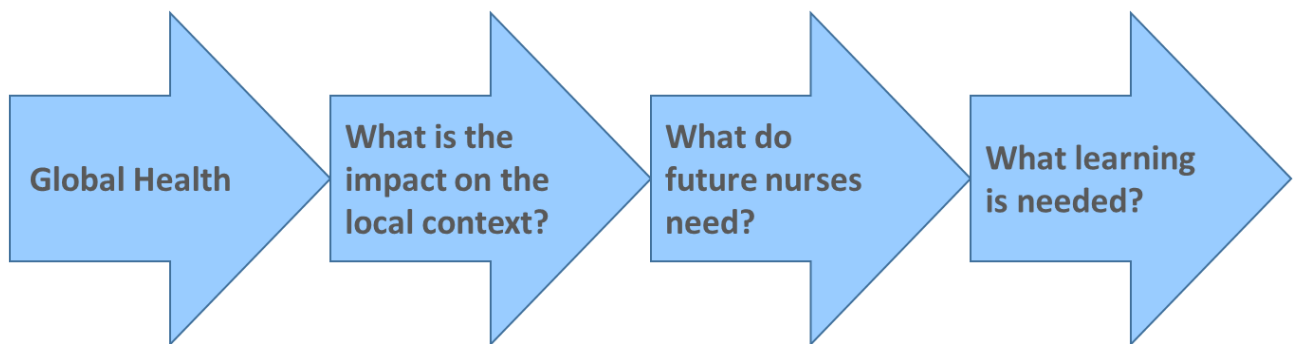 Global Health
What is the
impact on the
local context?
What do
future nurses
need?
What learning
is needed?